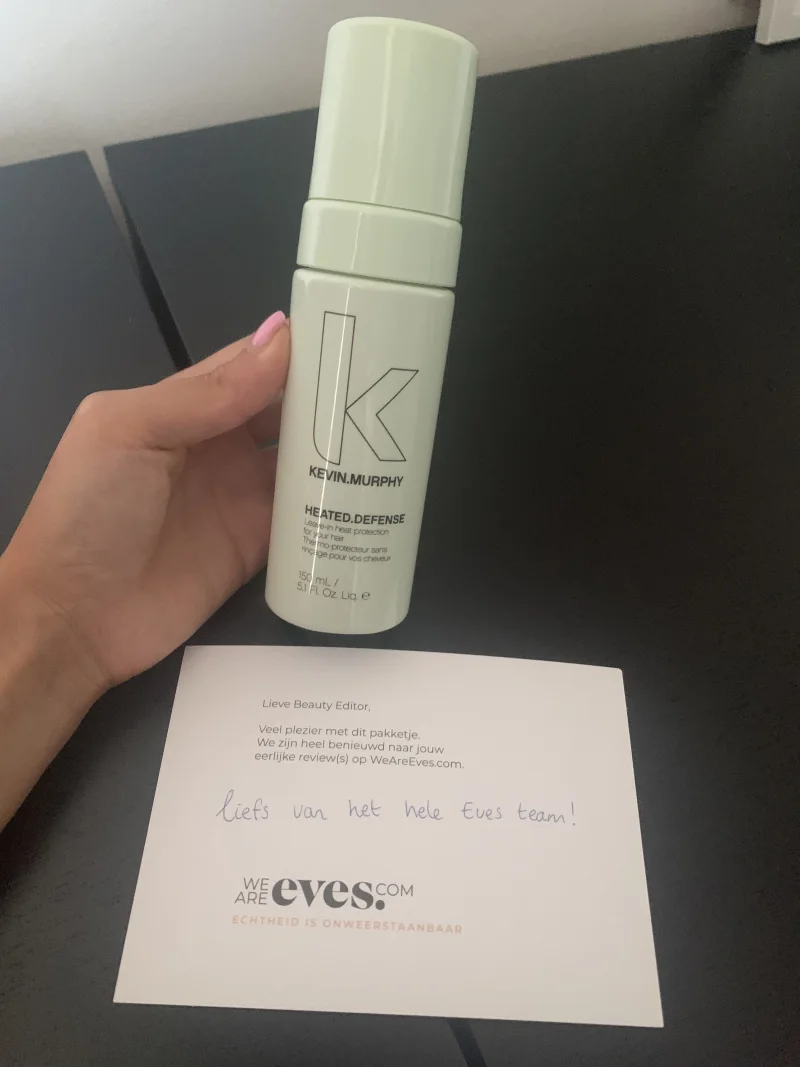 k
KEVIN.MURPHY
HEATED.DEFENSE
Leave-in heat protection
for your hair
Thermo-protecteur sans
rinçage pour vos cheveux
150 mL /
5.1 Fl. Oz. Liq. ℮
Lieve Beauty Editor,
Veel plezier met dit pakketje.
We zijn heel benieuwd naar jouw
eerlijke review(s) op WeAreEves.com.
liefs van het hele Eves team!
WE ARE eves.COM
ECHTHEID IS ONWEERSTAANBAAR